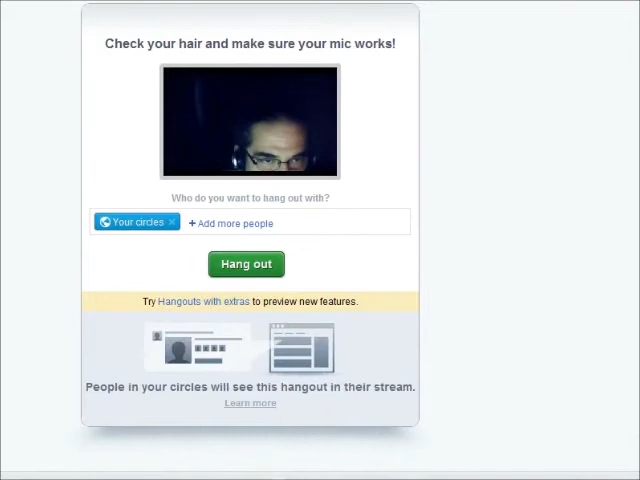 Check your hair and make sure your mic works!
Who do you want to hang out with?
Your circles × + Add more people
Hang out
Try Hangouts with extras to preview new features.
People in your circles will see this hangout in their stream.
Learn more